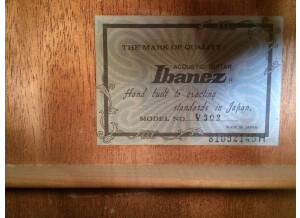 THE MARK OF QUALITY
ACOUSTIC GUITAR
Ibanez
Hand built to exacting
standards in Japan.
MODEL NO. V302
MADE IN JAPAN